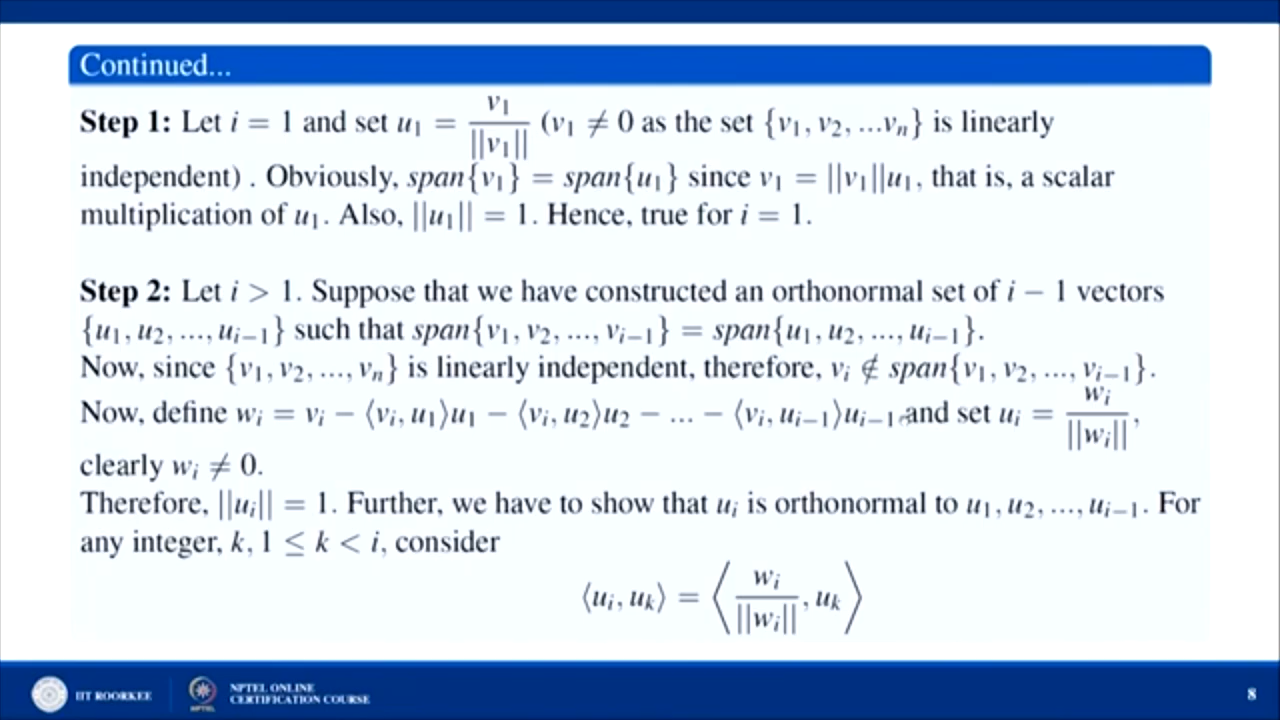 Continued...
Step 1: Let i = 1 and set u₁ = v₁/||v₁|| (v₁ ≠ 0 as the set {v₁, v₂, ...vₙ} is linearly
independent) . Obviously, span{v₁} = span{u₁} since v₁ = ||v₁||u₁, that is, a scalar
multiplication of u₁. Also, ||u₁|| = 1. Hence, true for i = 1.
Step 2: Let i > 1. Suppose that we have constructed an orthonormal set of i − 1 vectors
{u₁, u₂, ..., uᵢ₋₁} such that span{v₁, v₂, ..., vᵢ₋₁} = span{u₁, u₂, ..., uᵢ₋₁}.
Now, since {v₁, v₂, ..., vₙ} is linearly independent, therefore, vᵢ ∉ span{v₁, v₂, ..., vᵢ₋₁}.
Now, define wᵢ = vᵢ − ⟨vᵢ, u₁⟩u₁ − ⟨vᵢ, u₂⟩u₂ − ... − ⟨vᵢ, uᵢ₋₁⟩uᵢ₋₁ and set uᵢ = wᵢ/||wᵢ||,
clearly wᵢ ≠ 0.
Therefore, ||uᵢ|| = 1. Further, we have to show that uᵢ is orthonormal to u₁, u₂, ..., uᵢ₋₁. For
any integer, k, 1 ≤ k < i, consider
⟨uᵢ, uₖ⟩ = ⟨wᵢ/||wᵢ||, uₖ⟩
IIT ROORKEE
NPTEL
NPTEL ONLINE
CERTIFICATION COURSE
8